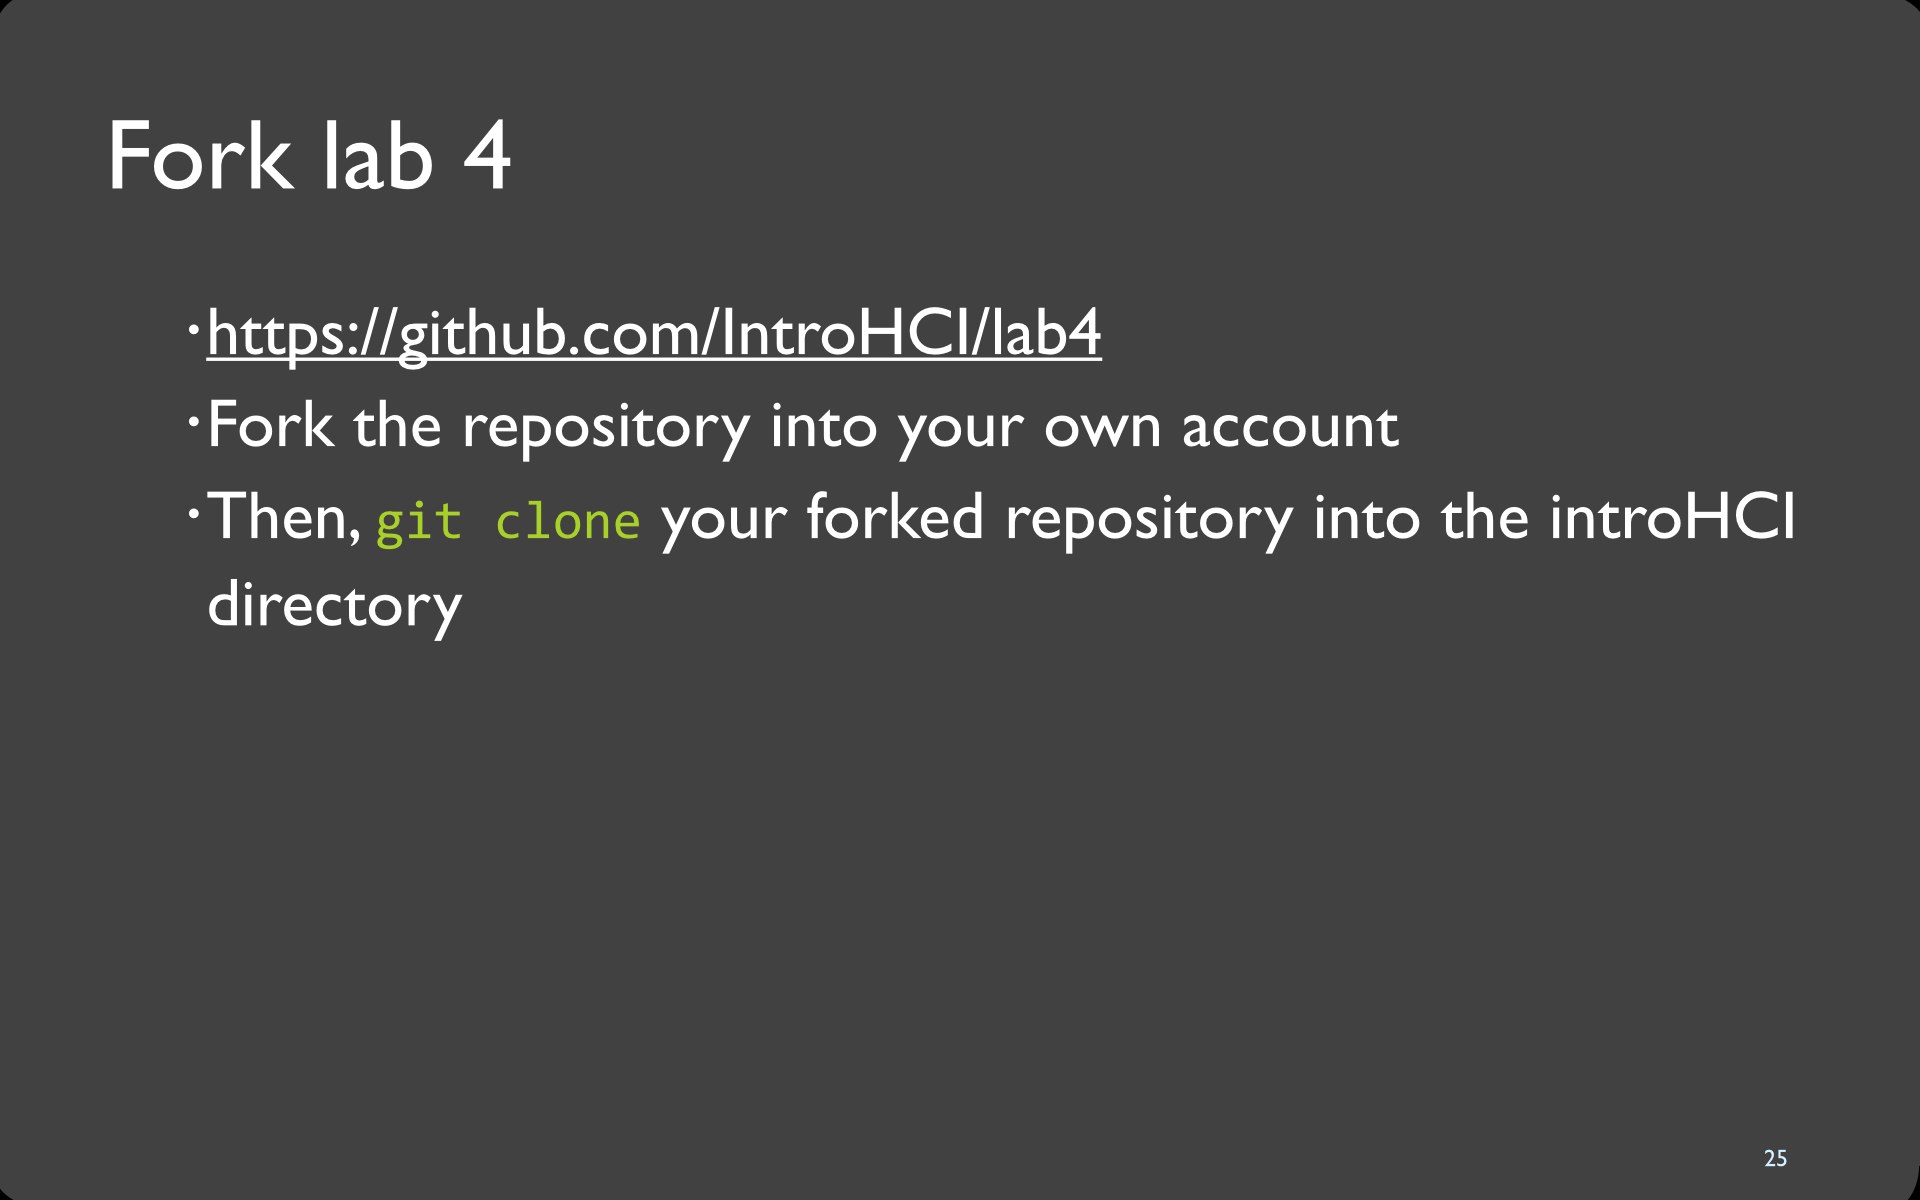 Fork lab 4
·https://github.com/IntroHCI/lab4
·Fork the repository into your own account
·Then, git clone your forked repository into the introHCI
directory
25